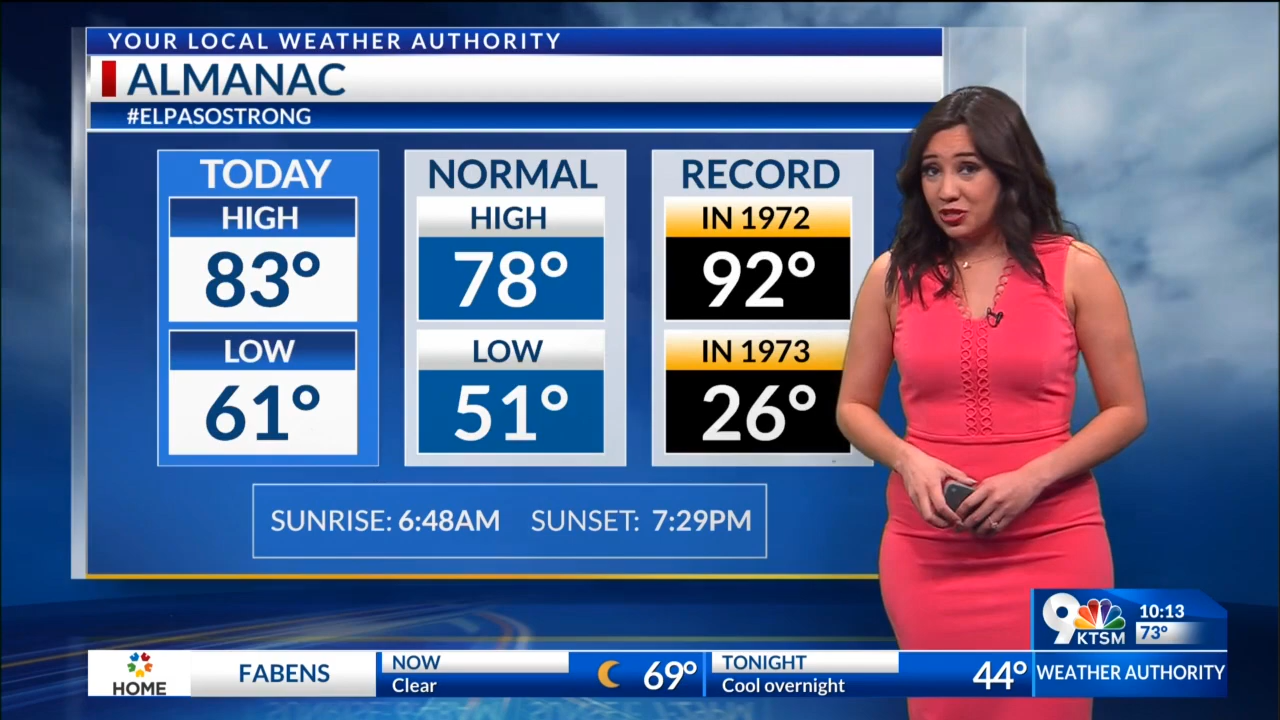 YOUR LOCAL WEATHER AUTHORITY
ALMANAC
#ELPASOSTRONG
TODAY
HIGH
83°
LOW
61°
NORMAL
HIGH
78°
LOW
51°
RECORD
IN 1972
92°
IN 1973
26°
SUNRISE: 6:48AM SUNSET: 7:29PM
9
KTSM
10:13
73°
WEATHER AUTHORITY
HOME
FABENS
NOW
Clear
69°
TONIGHT
Cool overnight
44°